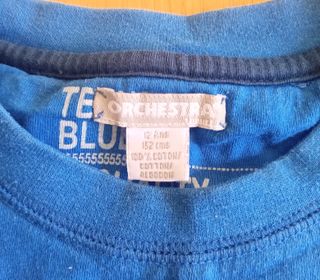 TE
ORCHESTRA
BLUE
12 ANS
152 CMS
100% COTON/
COTTON/
ALGODON